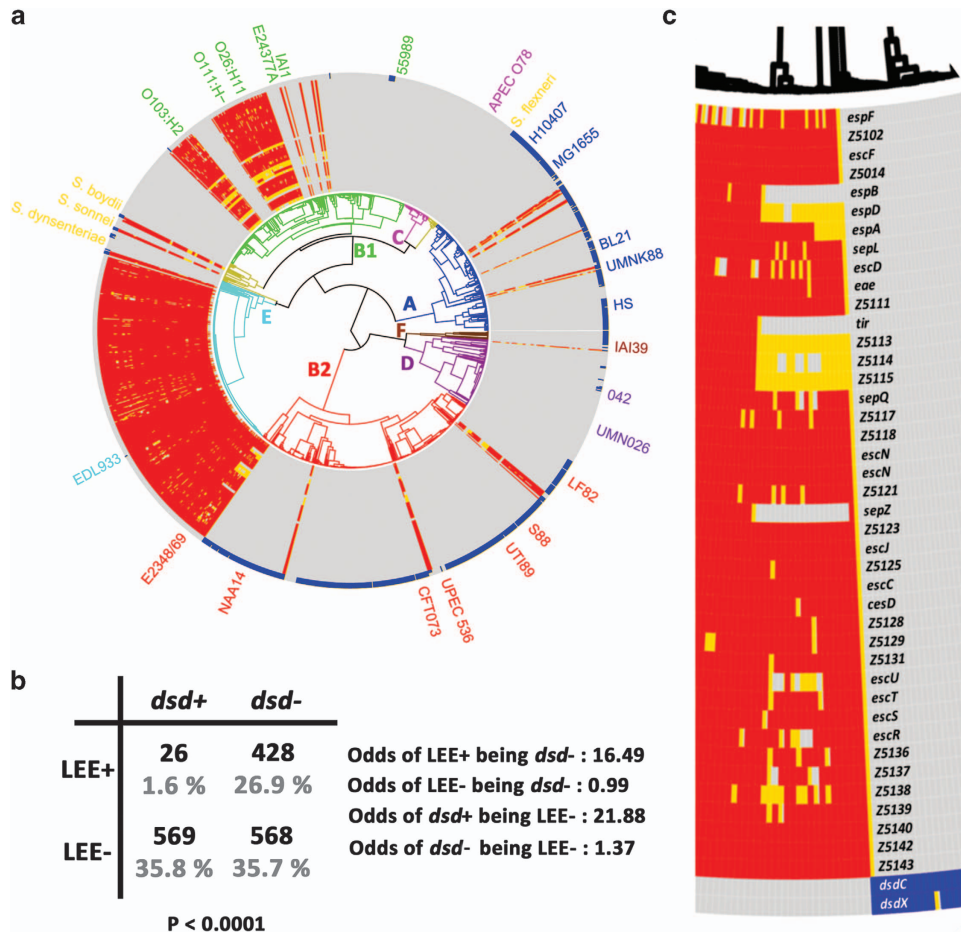 a
O103:H2
O111:H–
O26:H11
E24377A
IAI1
55989
APEC O78
S. flexneri
H10407
MG1655
BL21
UMNK88
HS
IAI39
042
UMN026
LF82
S88
UTI89
UPEC 536
CFT073
NAA14
E2348/69
EDL933
S. dynsenteriae
S. sonnei
S. boydii
B1
C
A
E
F
D
B2
b
dsd+ dsd-
LEE+ 26 428
1.6 % 26.9 %
LEE- 569 568
35.8 % 35.7 %
P < 0.0001
Odds of LEE+ being dsd- : 16.49
Odds of LEE- being dsd- : 0.99
Odds of dsd+ being LEE- : 21.88
Odds of dsd- being LEE- : 1.37
c
espF
Z5102
escF
Z5014
espB
espD
espA
sepL
escD
eae
Z5111
tir
Z5113
Z5114
Z5115
sepQ
Z5117
Z5118
escN
escN
Z5121
sepZ
Z5123
escJ
Z5125
escC
cesD
Z5128
Z5129
Z5131
escU
escT
escS
escR
Z5136
Z5137
Z5138
Z5139
Z5140
Z5142
Z5143
dsdC
dsdX